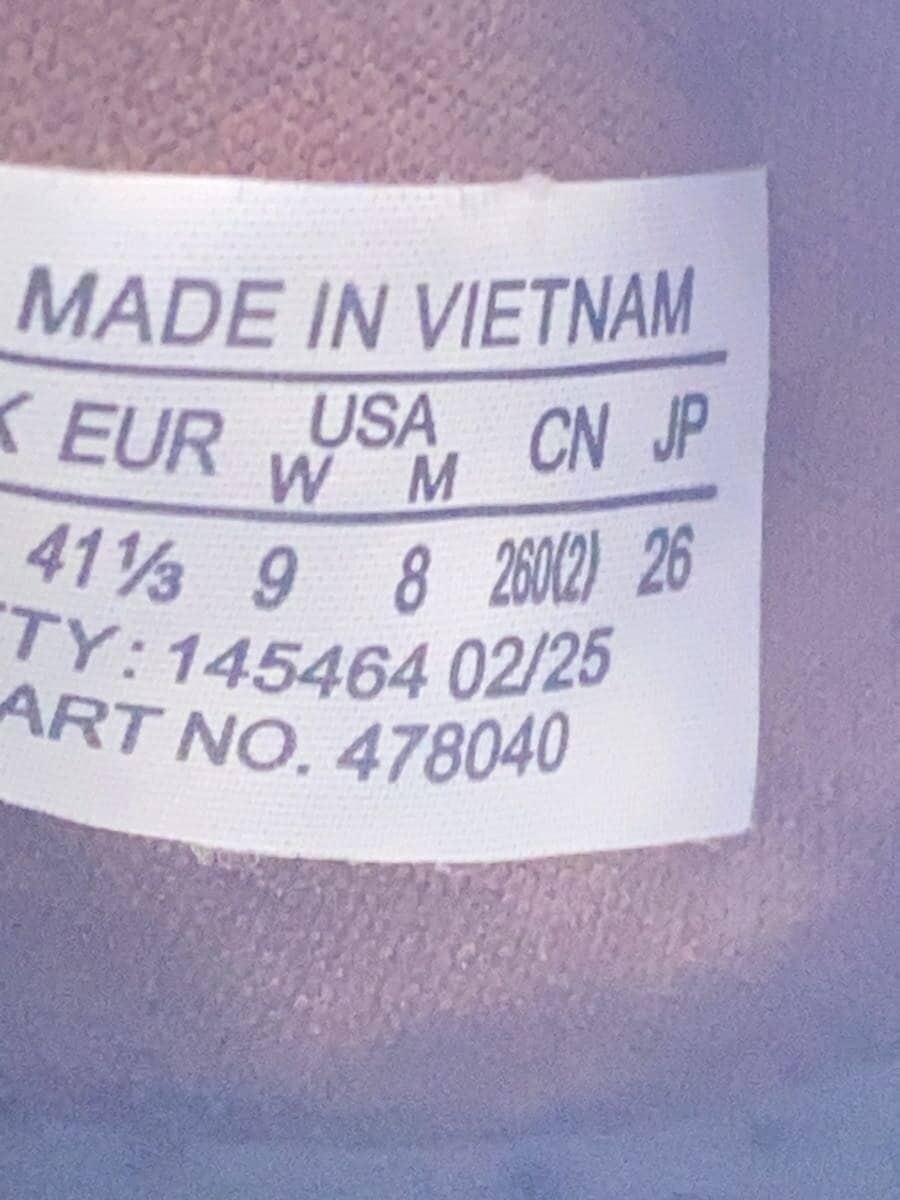 MADE IN VIETNAM
K EUR USA CN JP
W M
41⅓ 9 8 260(2) 26
TY: 145464 02/25
ART NO. 478040